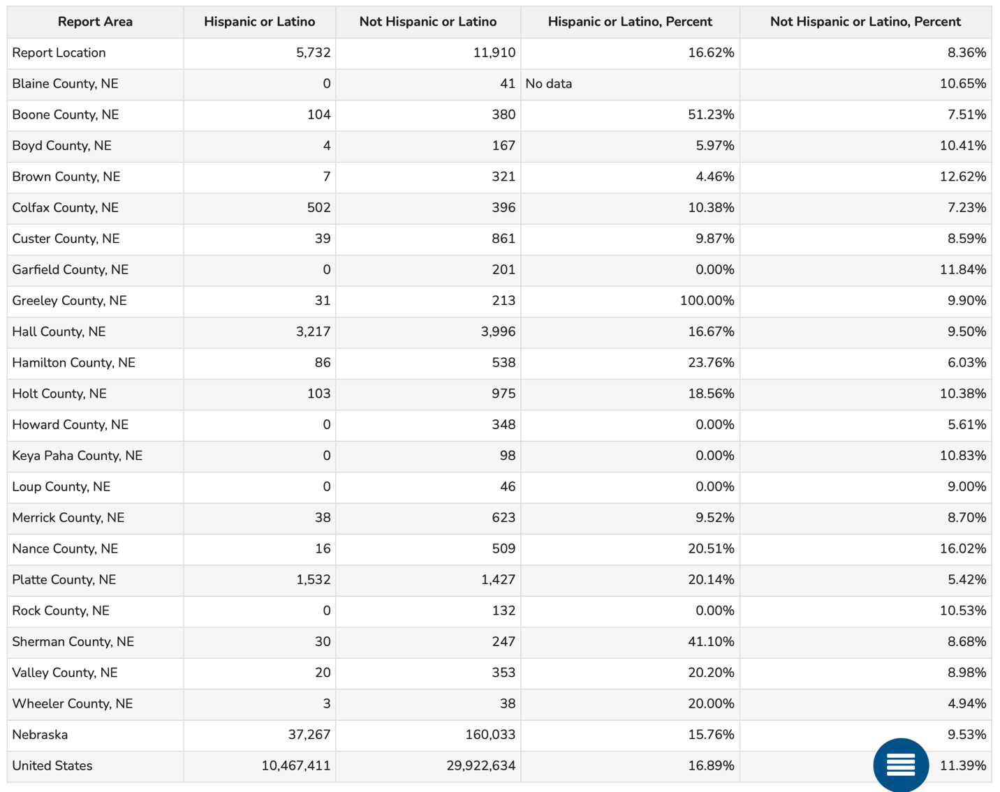 Report Area Hispanic or Latino Not Hispanic or Latino Hispanic or Latino, Percent Not Hispanic or Latino, Percent
Report Location 5,732 11,910 16.62% 8.36%
Blaine County, NE 0 41 No data 10.65%
Boone County, NE 104 380 51.23% 7.51%
Boyd County, NE 4 167 5.97% 10.41%
Brown County, NE 7 321 4.46% 12.62%
Colfax County, NE 502 396 10.38% 7.23%
Custer County, NE 39 861 9.87% 8.59%
Garfield County, NE 0 201 0.00% 11.84%
Greeley County, NE 31 213 100.00% 9.90%
Hall County, NE 3,217 3,996 16.67% 9.50%
Hamilton County, NE 86 538 23.76% 6.03%
Holt County, NE 103 975 18.56% 10.38%
Howard County, NE 0 348 0.00% 5.61%
Keya Paha County, NE 0 98 0.00% 10.83%
Loup County, NE 0 46 0.00% 9.00%
Merrick County, NE 38 623 9.52% 8.70%
Nance County, NE 16 509 20.51% 16.02%
Platte County, NE 1,532 1,427 20.14% 5.42%
Rock County, NE 0 132 0.00% 10.53%
Sherman County, NE 30 247 41.10% 8.68%
Valley County, NE 20 353 20.20% 8.98%
Wheeler County, NE 3 38 20.00% 4.94%
Nebraska 37,267 160,033 15.76% 9.53%
United States 10,467,411 29,922,634 16.89% 11.39%